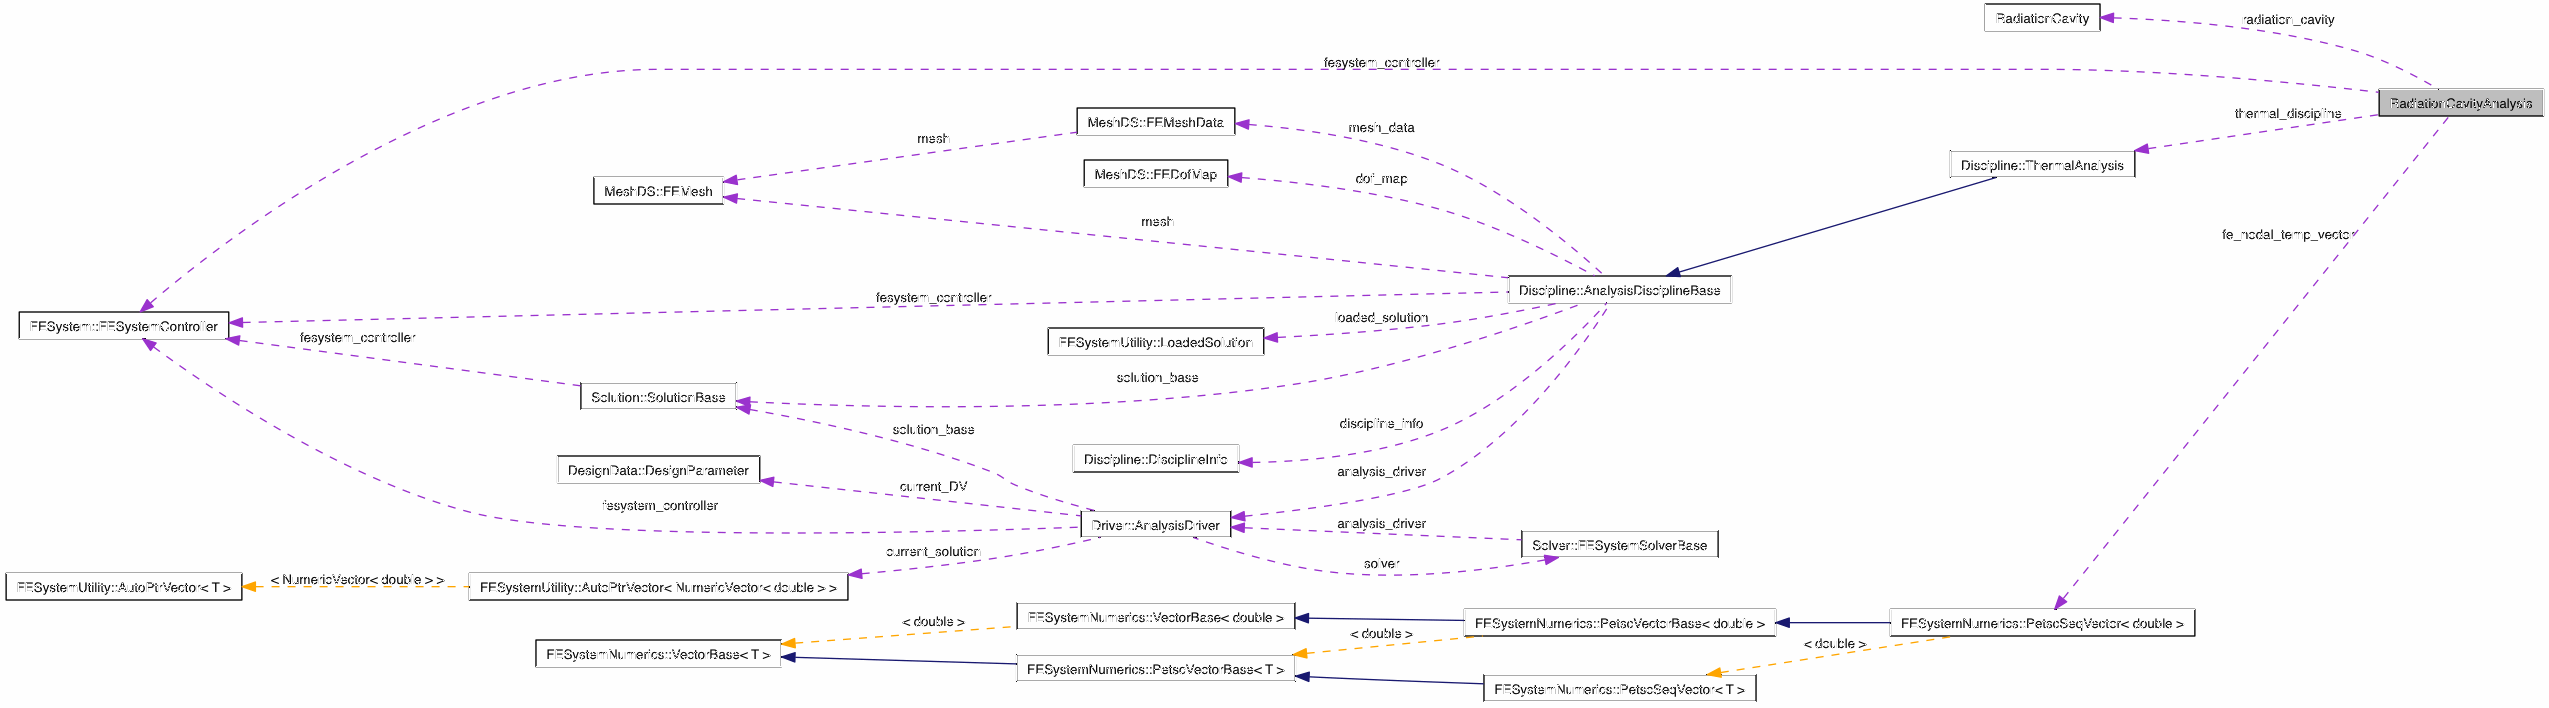 RadiationCavity
radiation_cavity
fesystem_controller
RadiationCavityAnalysis
MeshDS::FEMeshData
mesh_data
thermal_discipline
mesh
Discipline::ThermalAnalysis
MeshDS::FEDofMap
dof_map
MeshDS::FEMesh
mesh
fe_nodal_temp_vector
Discipline::AnalysisDisciplineBase
fesystem_controller
loaded_solution
FESystem::FESystemController
fesystem_controller
FESystemUtility::LoadedSolution
solution_base
Solution::SolutionBase
solution_base
discipline_info
Discipline::DisciplineInfo
DesignData::DesignParameter
analysis_driver
current_DV
fesystem_controller
Driver::AnalysisDriver
analysis_driver
Solver::FESystemSolverBase
current_solution
solver
FESystemUtility::AutoPtrVector< T >
< NumericVector< double > >
FESystemUtility::AutoPtrVector< NumericVector< double > >
< double >
FESystemNumerics::VectorBase< double >
FESystemNumerics::PetscVectorBase< double >
FESystemNumerics::PetscSeqVector< double >
< double >
< double >
FESystemNumerics::VectorBase< T >
FESystemNumerics::PetscVectorBase< T >
FESystemNumerics::PetscSeqVector< T >